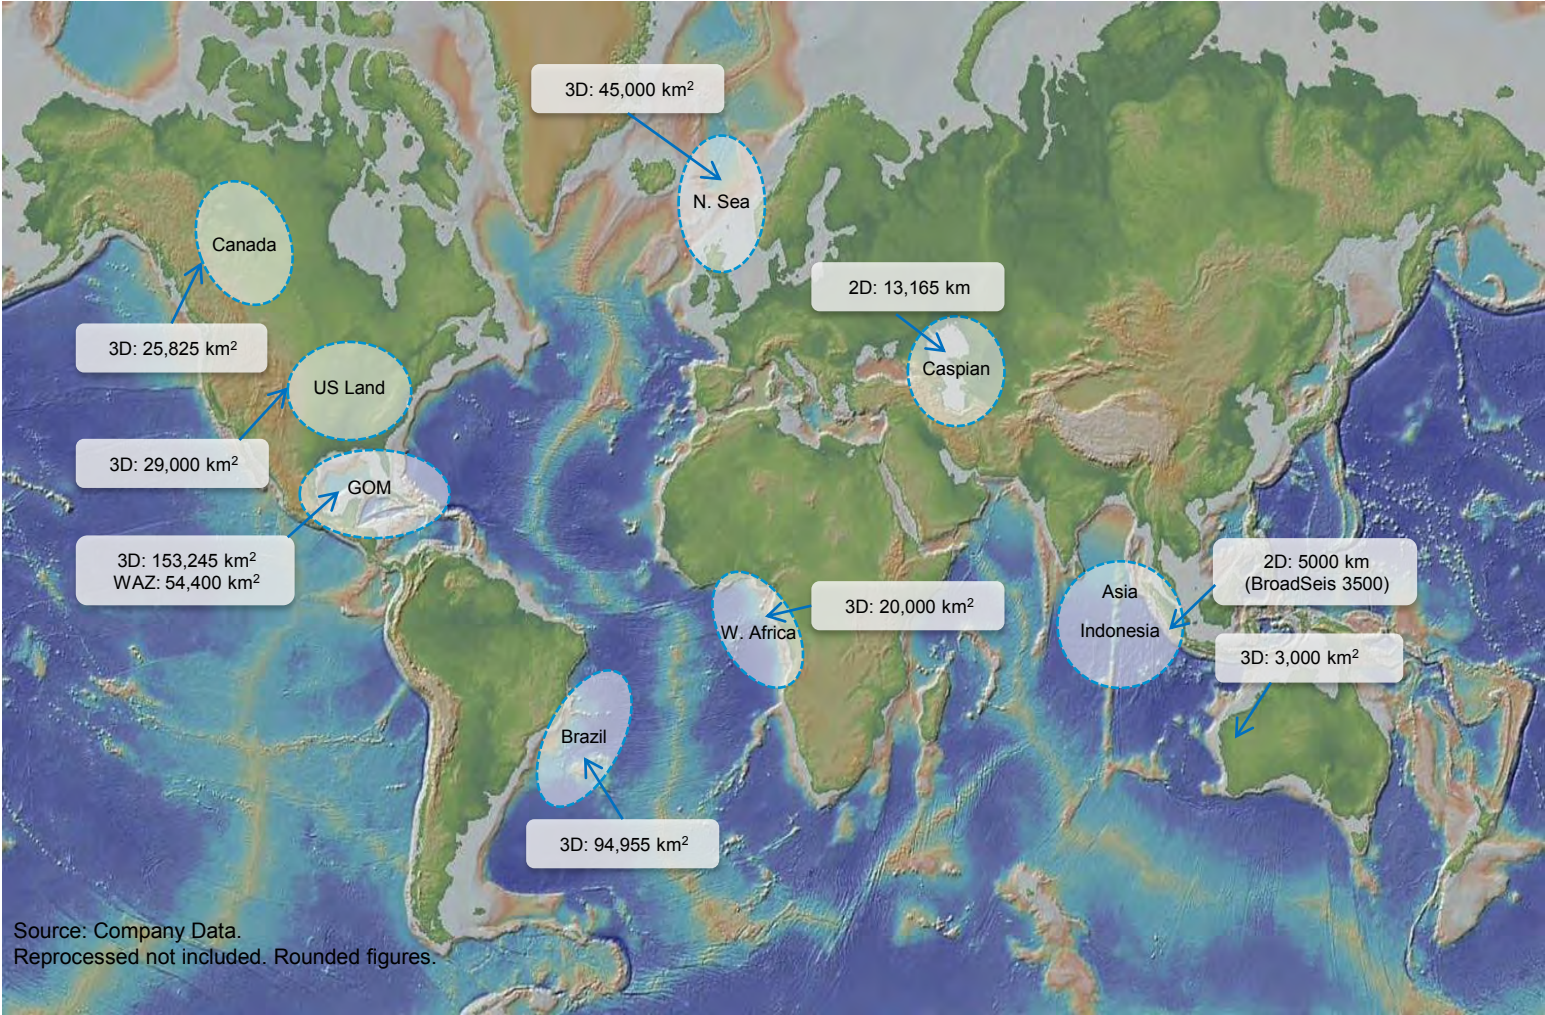 3D: 45,000 km²
N. Sea
Canada
2D: 13,165 km
3D: 25,825 km²
Caspian
US Land
3D: 29,000 km²
GOM
3D: 153,245 km²
WAZ: 54,400 km²
2D: 5000 km
(BroadSeis 3500)
Asia
Indonesia
3D: 20,000 km²
W. Africa
3D: 3,000 km²
Brazil
3D: 94,955 km²
Source: Company Data.
Reprocessed not included. Rounded figures.